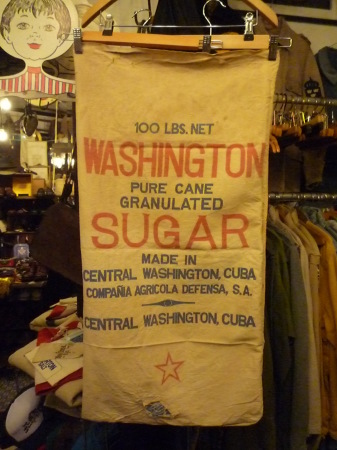 100 LBS. NET
WASHINGTON
PURE CANE
GRANULATED
SUGAR
MADE IN
CENTRAL WASHINGTON, CUBA
COMPAÑIA AGRICOLA DEFENSA, S.A.
CENTRAL WASHINGTON, CUBA